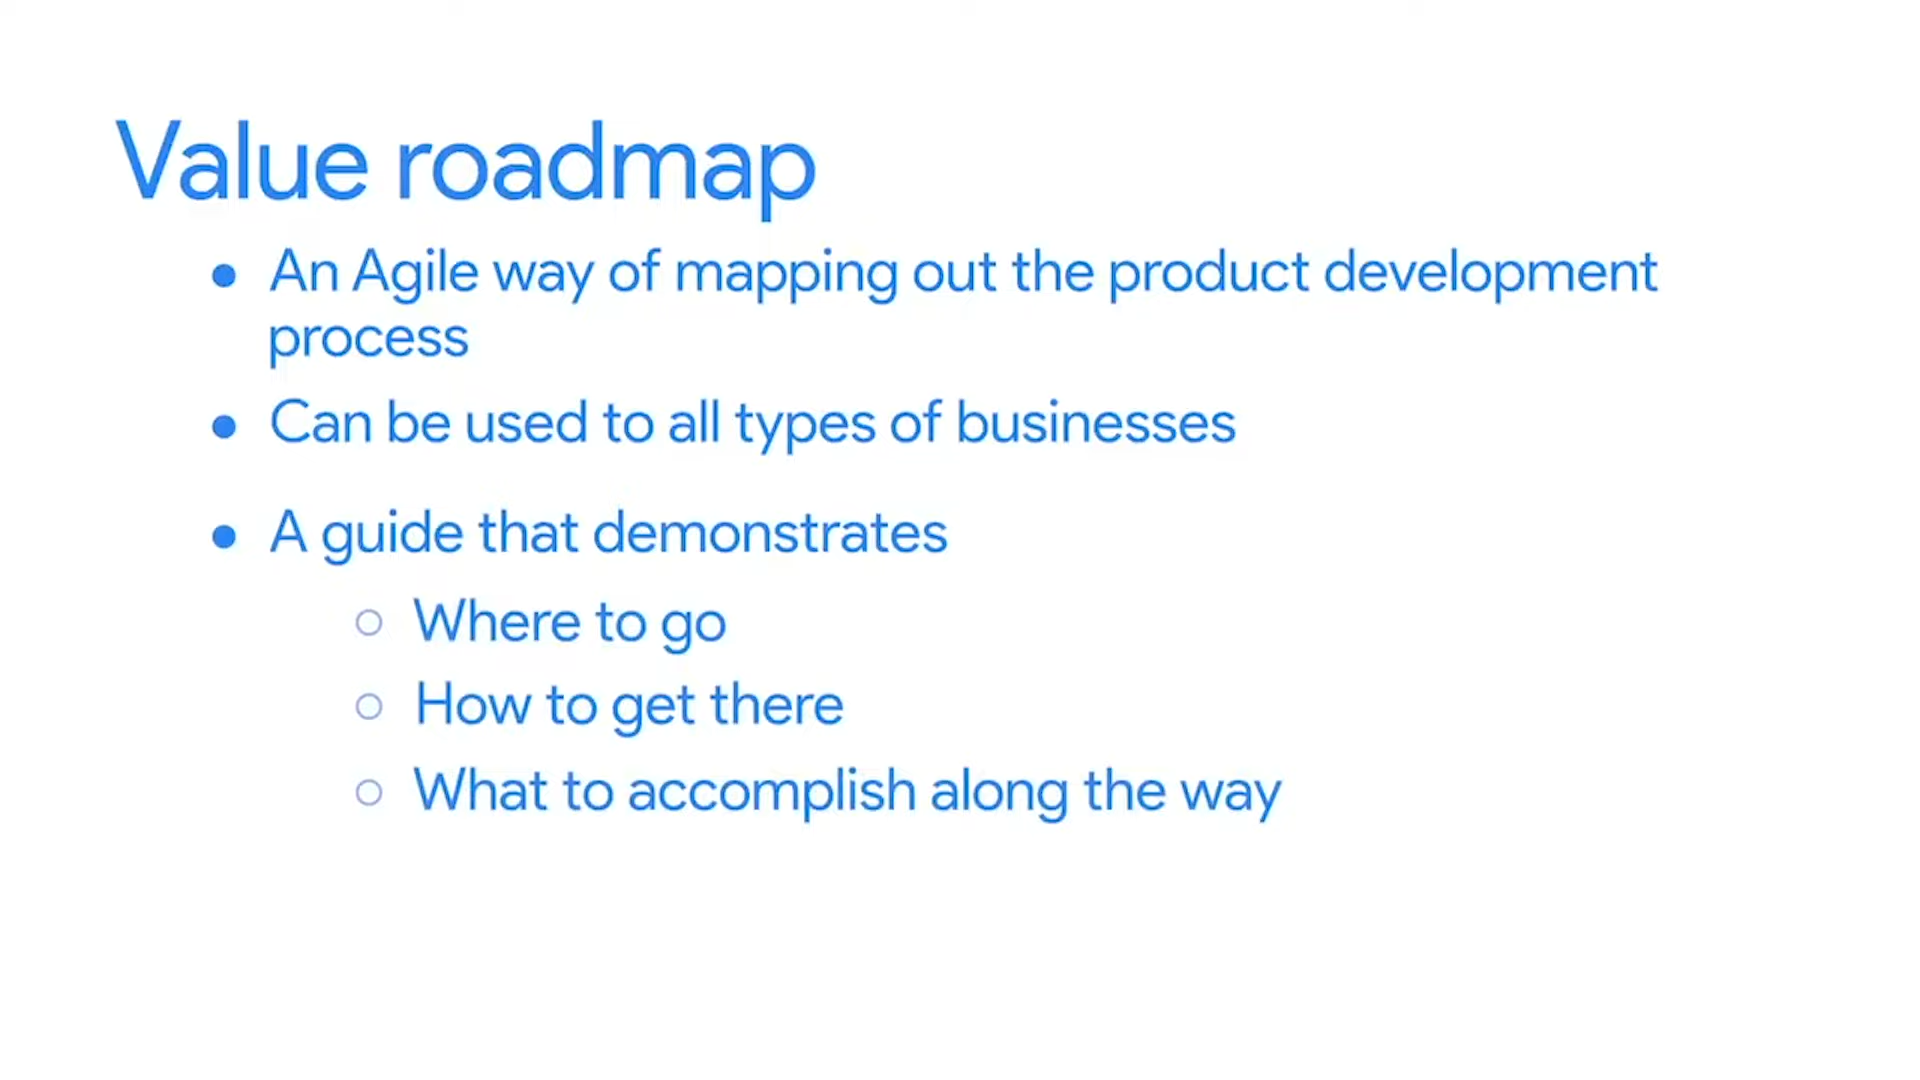 Value roadmap
● An Agile way of mapping out the product development
process
● Can be used to all types of businesses
● A guide that demonstrates
○ Where to go
○ How to get there
○ What to accomplish along the way